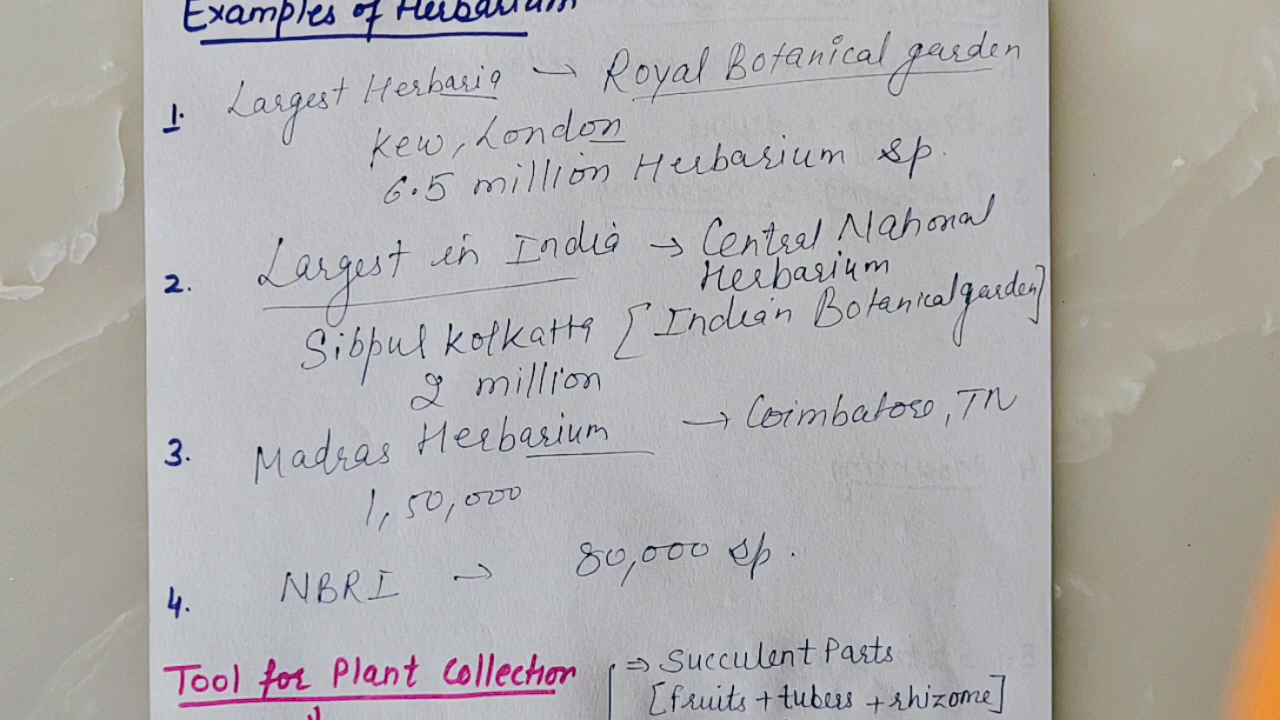 Examples of Herbarium
1. Largest Herbaria → Royal Botanical garden
Kew, London
6.5 million Herbarium sp.
2. Largest in India → Central National
Herbarium
Sibpul Kolkatta [Indian Botanical garden]
2 million
3. Madras Herbarium → Coimbatore, TN
1,50,000
4. NBRI → 80,000 sp.
Tool for Plant Collection
⇒ Succulent Parts
[fruits + tubers + rhizome]